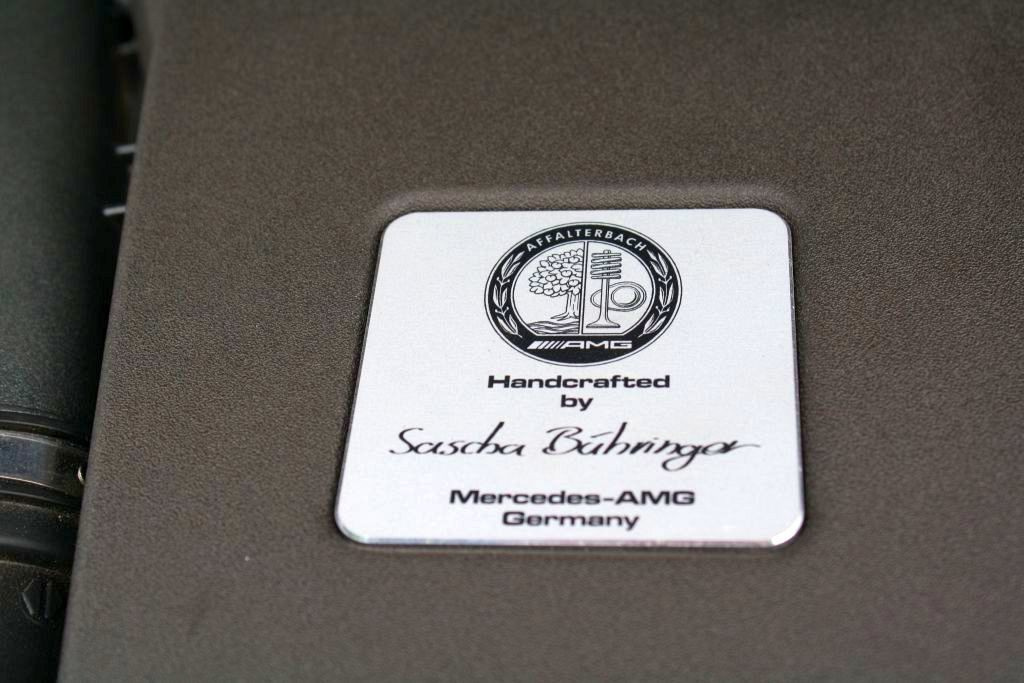 AFFALTERBACH
AMG
Handcrafted
by
Sascha Bühringer
Mercedes-AMG
Germany